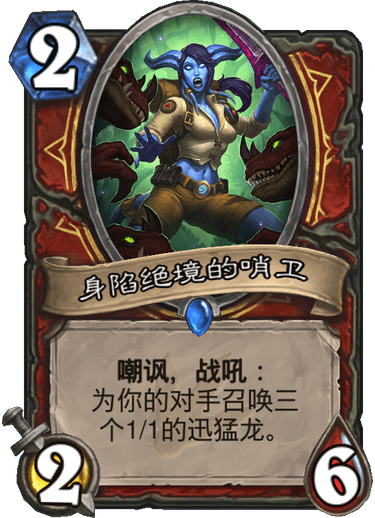 2
身陷绝境的哨卫
嘲讽，战吼：
为你的对手召唤三
个1/1的迅猛龙。
2
6